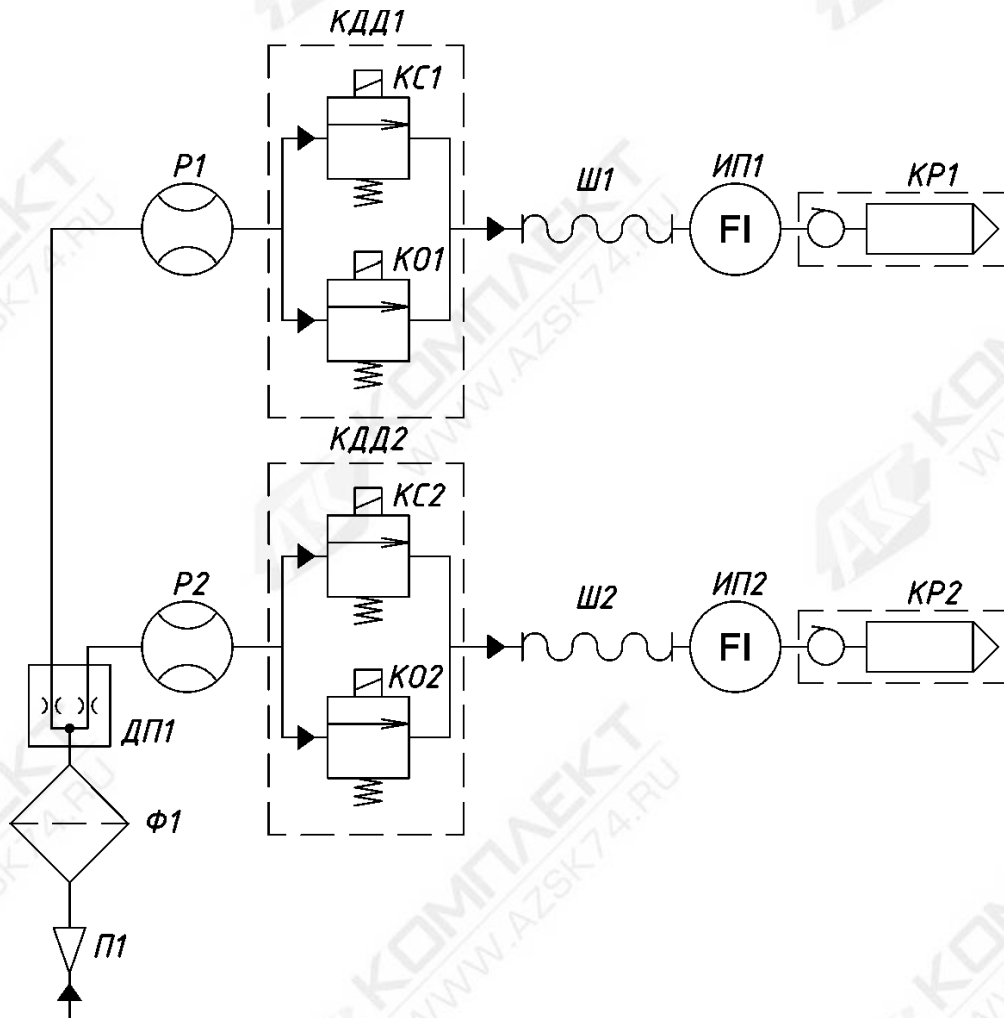 КДД1
КС1
Р1
Ш1
ИП1
КР1
FI
КО1
КДД2
КС2
Р2
Ш2
ИП2
КР2
FI
КО2
ДП1
Ф1
П1
КОМПЛЕКТ
WWW.AZSK74.RU